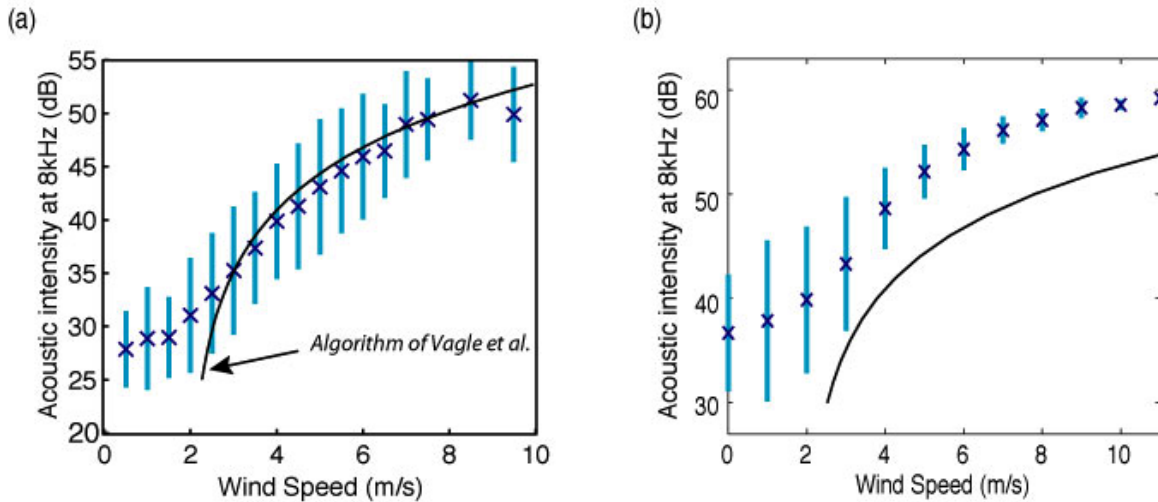 (a)
Acoustic intensity at 8kHz (dB)
55
50
45
40
35
30
25
20
Algorithm of Vagle et al.
0 2 4 6 8 10
Wind Speed (m/s)
(b)
Acoustic intensity at 8kHz (dB)
60
50
40
30
0 2 4 6 8 10
Wind Speed (m/s)